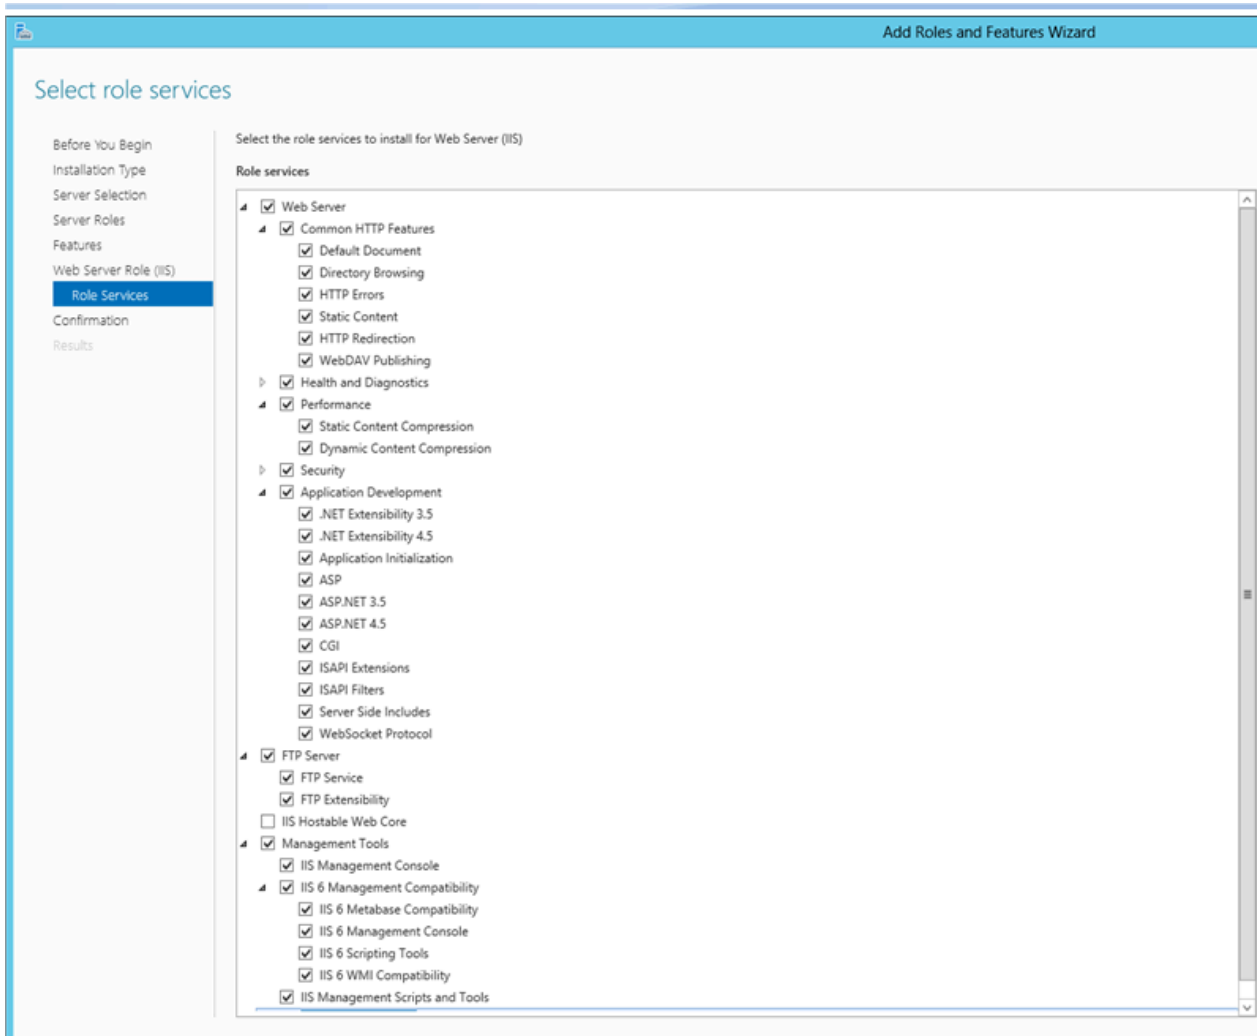 Add Roles and Features Wizard
Select role services
Before You Begin
Installation Type
Server Selection
Server Roles
Features
Web Server Role (IIS)
Role Services
Confirmation
Results
Select the role services to install for Web Server (IIS)
Role services
Web Server
Common HTTP Features
Default Document
Directory Browsing
HTTP Errors
Static Content
HTTP Redirection
WebDAV Publishing
Health and Diagnostics
Performance
Static Content Compression
Dynamic Content Compression
Security
Application Development
.NET Extensibility 3.5
.NET Extensibility 4.5
Application Initialization
ASP
ASP.NET 3.5
ASP.NET 4.5
CGI
ISAPI Extensions
ISAPI Filters
Server Side Includes
WebSocket Protocol
FTP Server
FTP Service
FTP Extensibility
IIS Hostable Web Core
Management Tools
IIS Management Console
IIS 6 Management Compatibility
IIS 6 Metabase Compatibility
IIS 6 Management Console
IIS 6 Scripting Tools
IIS 6 WMI Compatibility
IIS Management Scripts and Tools